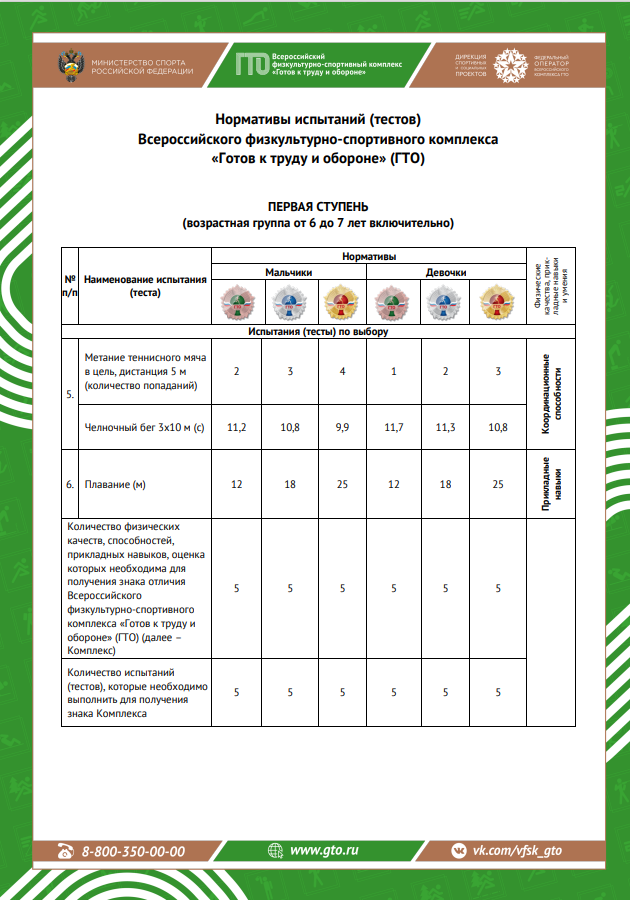 МИНИСТЕРСТВО СПОРТА
РОССИЙСКОЙ ФЕДЕРАЦИИ
ГТО
Всероссийский
физкультурно-спортивный комплекс
«Готов к труду и обороне»
ДИРЕКЦИЯ
СПОРТИВНЫХ
И СОЦИАЛЬНЫХ
ПРОЕКТОВ
ФЕДЕРАЛЬНЫЙ
ОПЕРАТОР
ВСЕРОССИЙСКОГО
КОМПЛЕКСА ГТО
Нормативы испытаний (тестов)
Всероссийского физкультурно-спортивного комплекса
«Готов к труду и обороне» (ГТО)
ПЕРВАЯ СТУПЕНЬ
(возрастная группа от 6 до 7 лет включительно)
№
п/п
Наименование испытания
(теста)
Нормативы
Мальчики
Девочки
ГТО ГТО ГТО ГТО ГТО ГТО
Физические
качества, прик-
ладные навыки
и умения
Испытания (тесты) по выбору
5.
Метание теннисного мяча
в цель, дистанция 5 м
(количество попаданий)
2 3 4 1 2 3
Координационные
способности
Челночный бег 3х10 м (с)
11,2 10,8 9,9 11,7 11,3 10,8
6. Плавание (м) 12 18 25 12 18 25
Прикладные
навыки
Количество физических
качеств, способностей,
прикладных навыков, оценка
которых необходима для
получения знака отличия
Всероссийского
физкультурно-спортивного
комплекса «Готов к труду и
обороне» (ГТО) (далее –
Комплекс)
5 5 5 5 5 5
Количество испытаний
(тестов), которые необходимо
выполнить для получения
знака Комплекса
5 5 5 5 5 5
8-800-350-00-00
www.gto.ru
vk.com/vfsk_gto